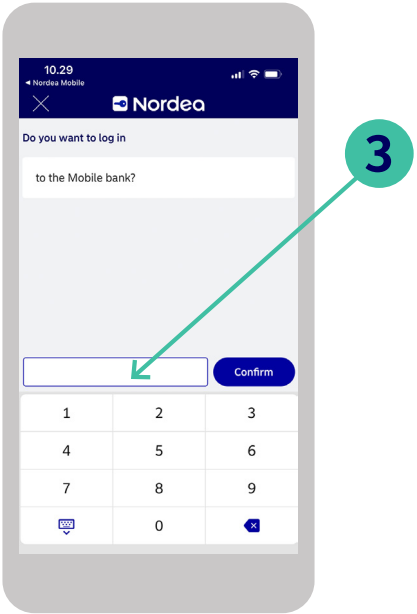 10.29
◀ Nordea Mobile
Nordea
Do you want to log in
to the Mobile bank?
3
Confirm
1 2 3
4 5 6
7 8 9
0